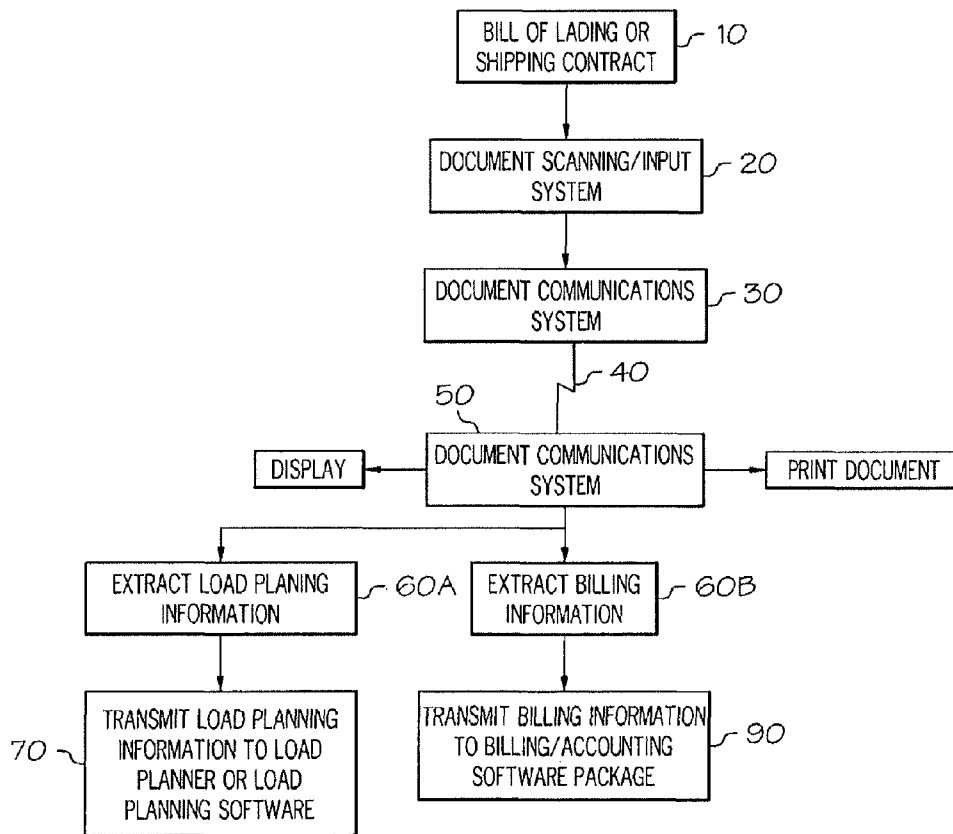 BILL OF LADING OR
SHIPPING CONTRACT
10
DOCUMENT SCANNING/INPUT
SYSTEM
20
DOCUMENT COMMUNICATIONS
SYSTEM
30
40
50
DISPLAY
DOCUMENT COMMUNICATIONS
SYSTEM
PRINT DOCUMENT
EXTRACT LOAD PLANING
INFORMATION
60A
EXTRACT BILLING
INFORMATION
60B
70
TRANSMIT LOAD PLANNING
INFORMATION TO LOAD
PLANNER OR LOAD
PLANNING SOFTWARE
TRANSMIT BILLING INFORMATION
TO BILLING/ACCOUNTING
SOFTWARE PACKAGE
90